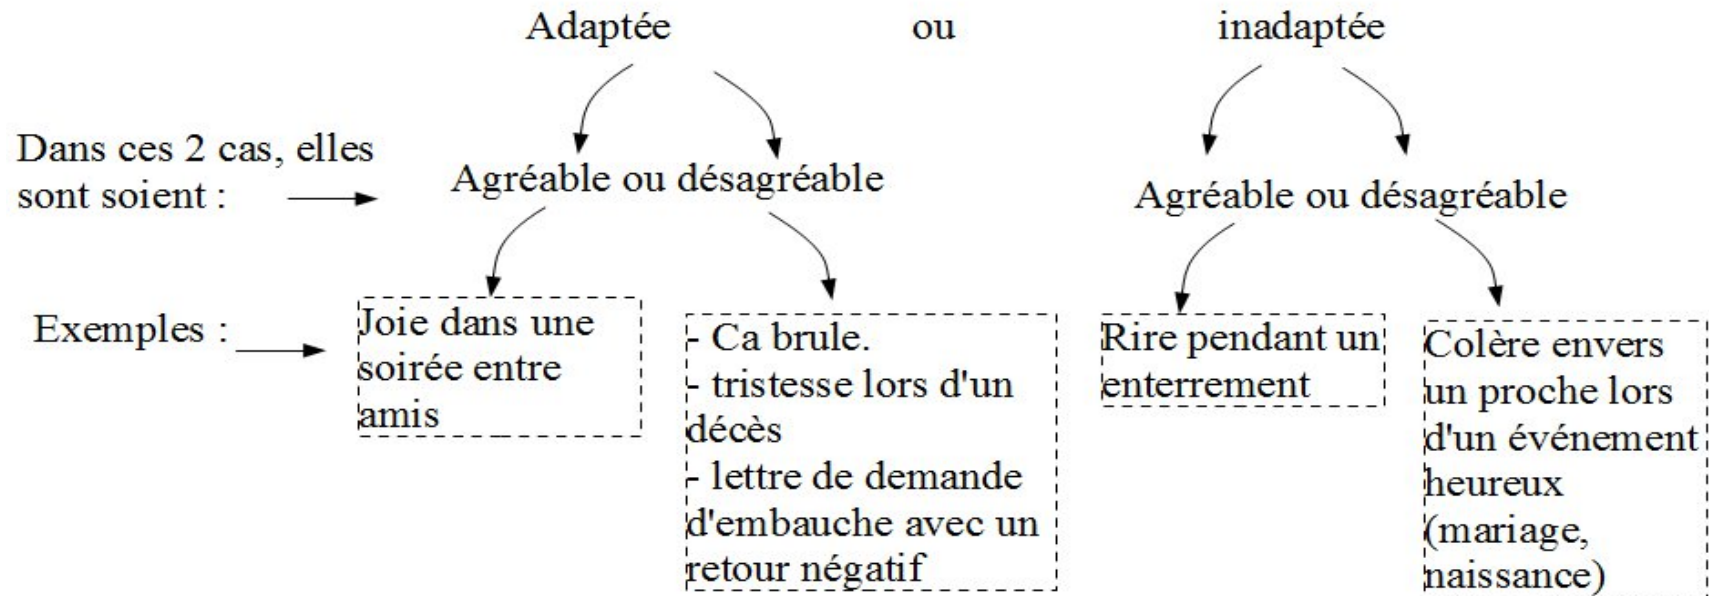 Adaptée ou inadaptée
Dans ces 2 cas, elles
sont soient :
Agréable ou désagréable
Agréable ou désagréable
Exemples :
Joie dans une
soirée entre
amis
- Ca brule.
- tristesse lors d'un
décès
- lettre de demande
d'embauche avec un
retour négatif
Rire pendant un
enterrement
Colère envers
un proche lors
d'un événement
heureux
(mariage,
naissance)